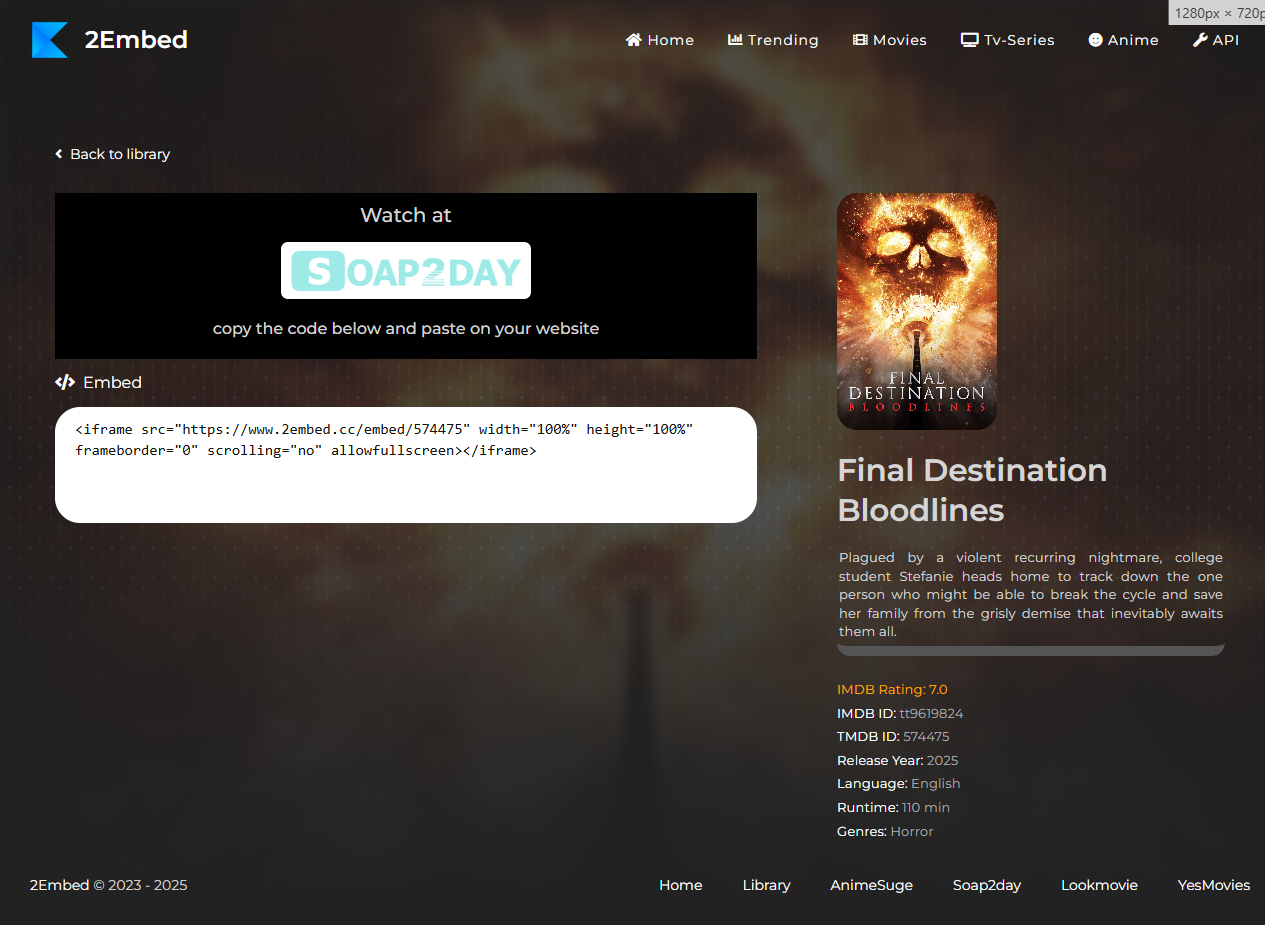 1280px × 720p
2Embed
Home
Trending
Movies
Tv-Series
Anime
API
Back to library
Watch at
SOAP2DAY
copy the code below and paste on your website
Embed
<iframe src="https://www.2embed.cc/embed/574475" width="100%" height="100%"
frameborder="0" scrolling="no" allowfullscreen></iframe>
FINAL
DESTINATION
BLOODLINES
Final Destination
Bloodlines
Plagued by a violent recurring nightmare, college
student Stefanie heads home to track down the one
person who might be able to break the cycle and save
her family from the grisly demise that inevitably awaits
them all.
IMDB Rating: 7.0
IMDB ID: tt9619824
TMDB ID: 574475
Release Year: 2025
Language: English
Runtime: 110 min
Genres: Horror
2Embed © 2023 - 2025
Home
Library
AnimeSuge
Soap2day
Lookmovie
YesMovies